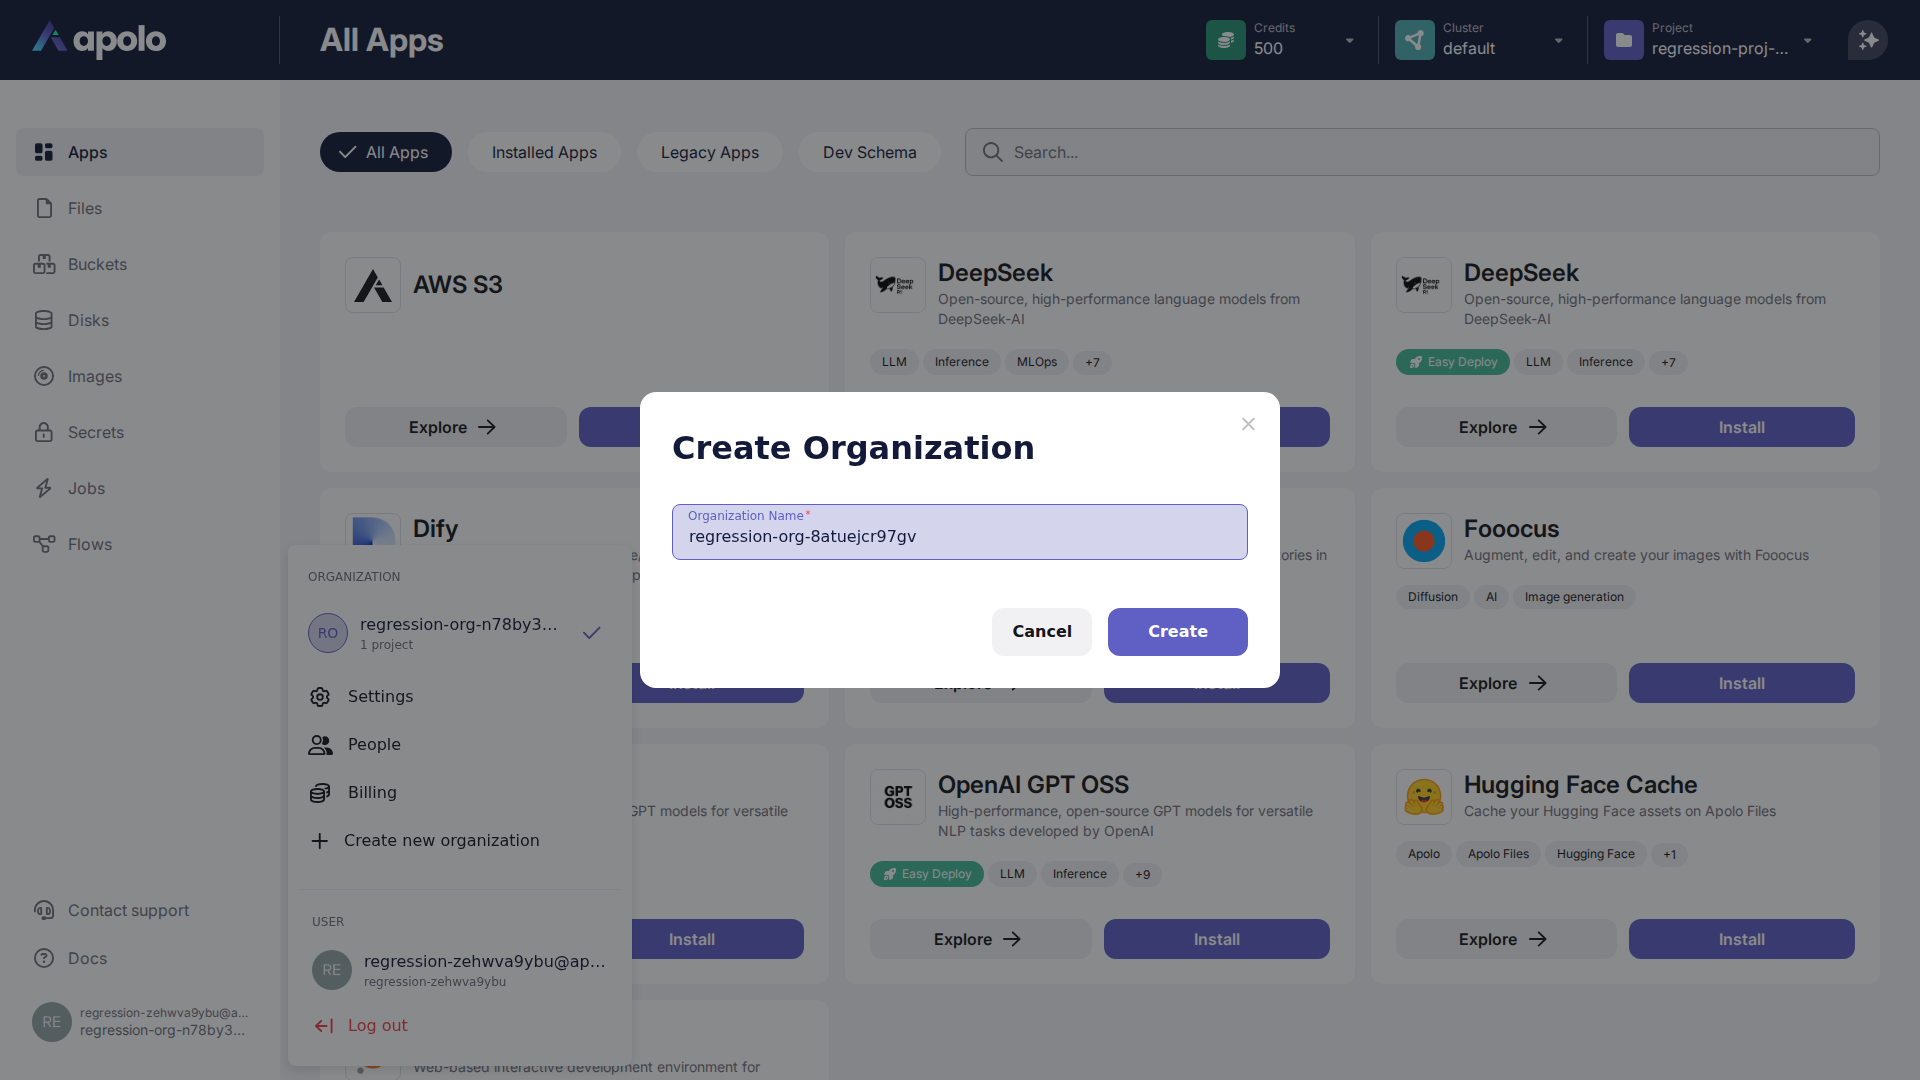 apolo
All Apps
Credits
500
Cluster
default
Project
regression-proj-...
Apps
Files
Buckets
Disks
Images
Secrets
Jobs
Flows
Contact support
Docs
RE
regression-zehwva9ybu@a...
regression-org-n78by3...
All Apps
Installed Apps
Legacy Apps
Dev Schema
Search...
AWS S3
Explore
DeepSeek
Open-source, high-performance language models from
DeepSeek-AI
LLM
Inference
MLOps
+7
DeepSeek
Open-source, high-performance language models from
DeepSeek-AI
Easy Deploy
LLM
Inference
+7
Explore
Install
Create Organization
Organization Name*
regression-org-8atuejcr97gv
Cancel
Create
Dify
ories in
Fooocus
Augment, edit, and create your images with Fooocus
Diffusion
AI
Image generation
Explore
Install
ORGANIZATION
RO
regression-org-n78by3...
1 project
Settings
People
Billing
Create new organization
USER
RE
regression-zehwva9ybu@ap...
regression-zehwva9ybu
Log out
GPT models for versatile
Install
GPT
OSS
OpenAI GPT OSS
High-performance, open-source GPT models for versatile
NLP tasks developed by OpenAI
Easy Deploy
LLM
Inference
+9
Explore
Install
Hugging Face Cache
Cache your Hugging Face assets on Apolo Files
Apolo
Apolo Files
Hugging Face
+1
Explore
Install
Web-based interactive development environment for